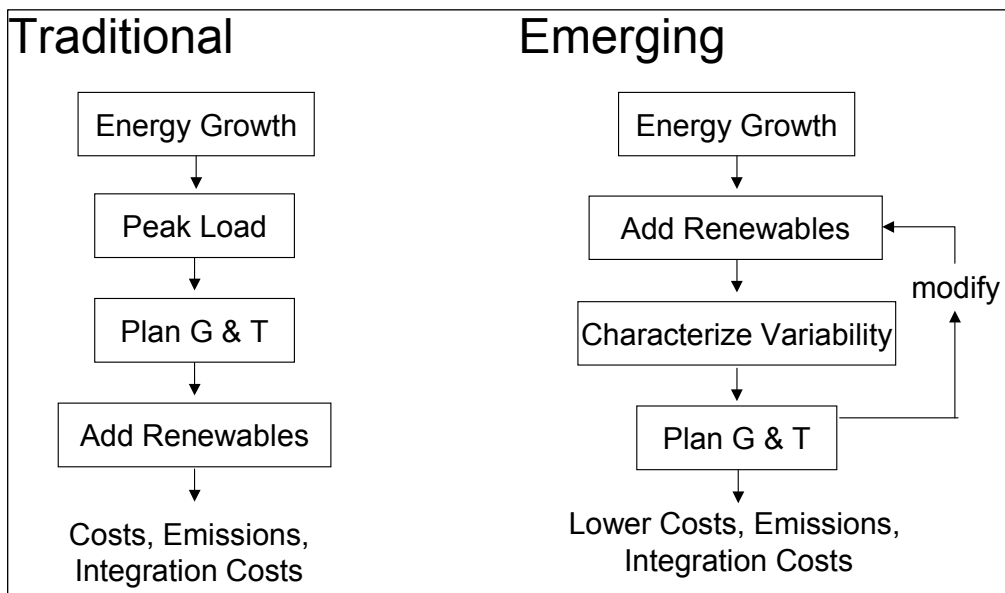 Traditional
Energy Growth
Peak Load
Plan G & T
Add Renewables
Costs, Emissions,
Integration Costs
Emerging
Energy Growth
Add Renewables
modify
Characterize Variability
Plan G & T
Lower Costs, Emissions,
Integration Costs